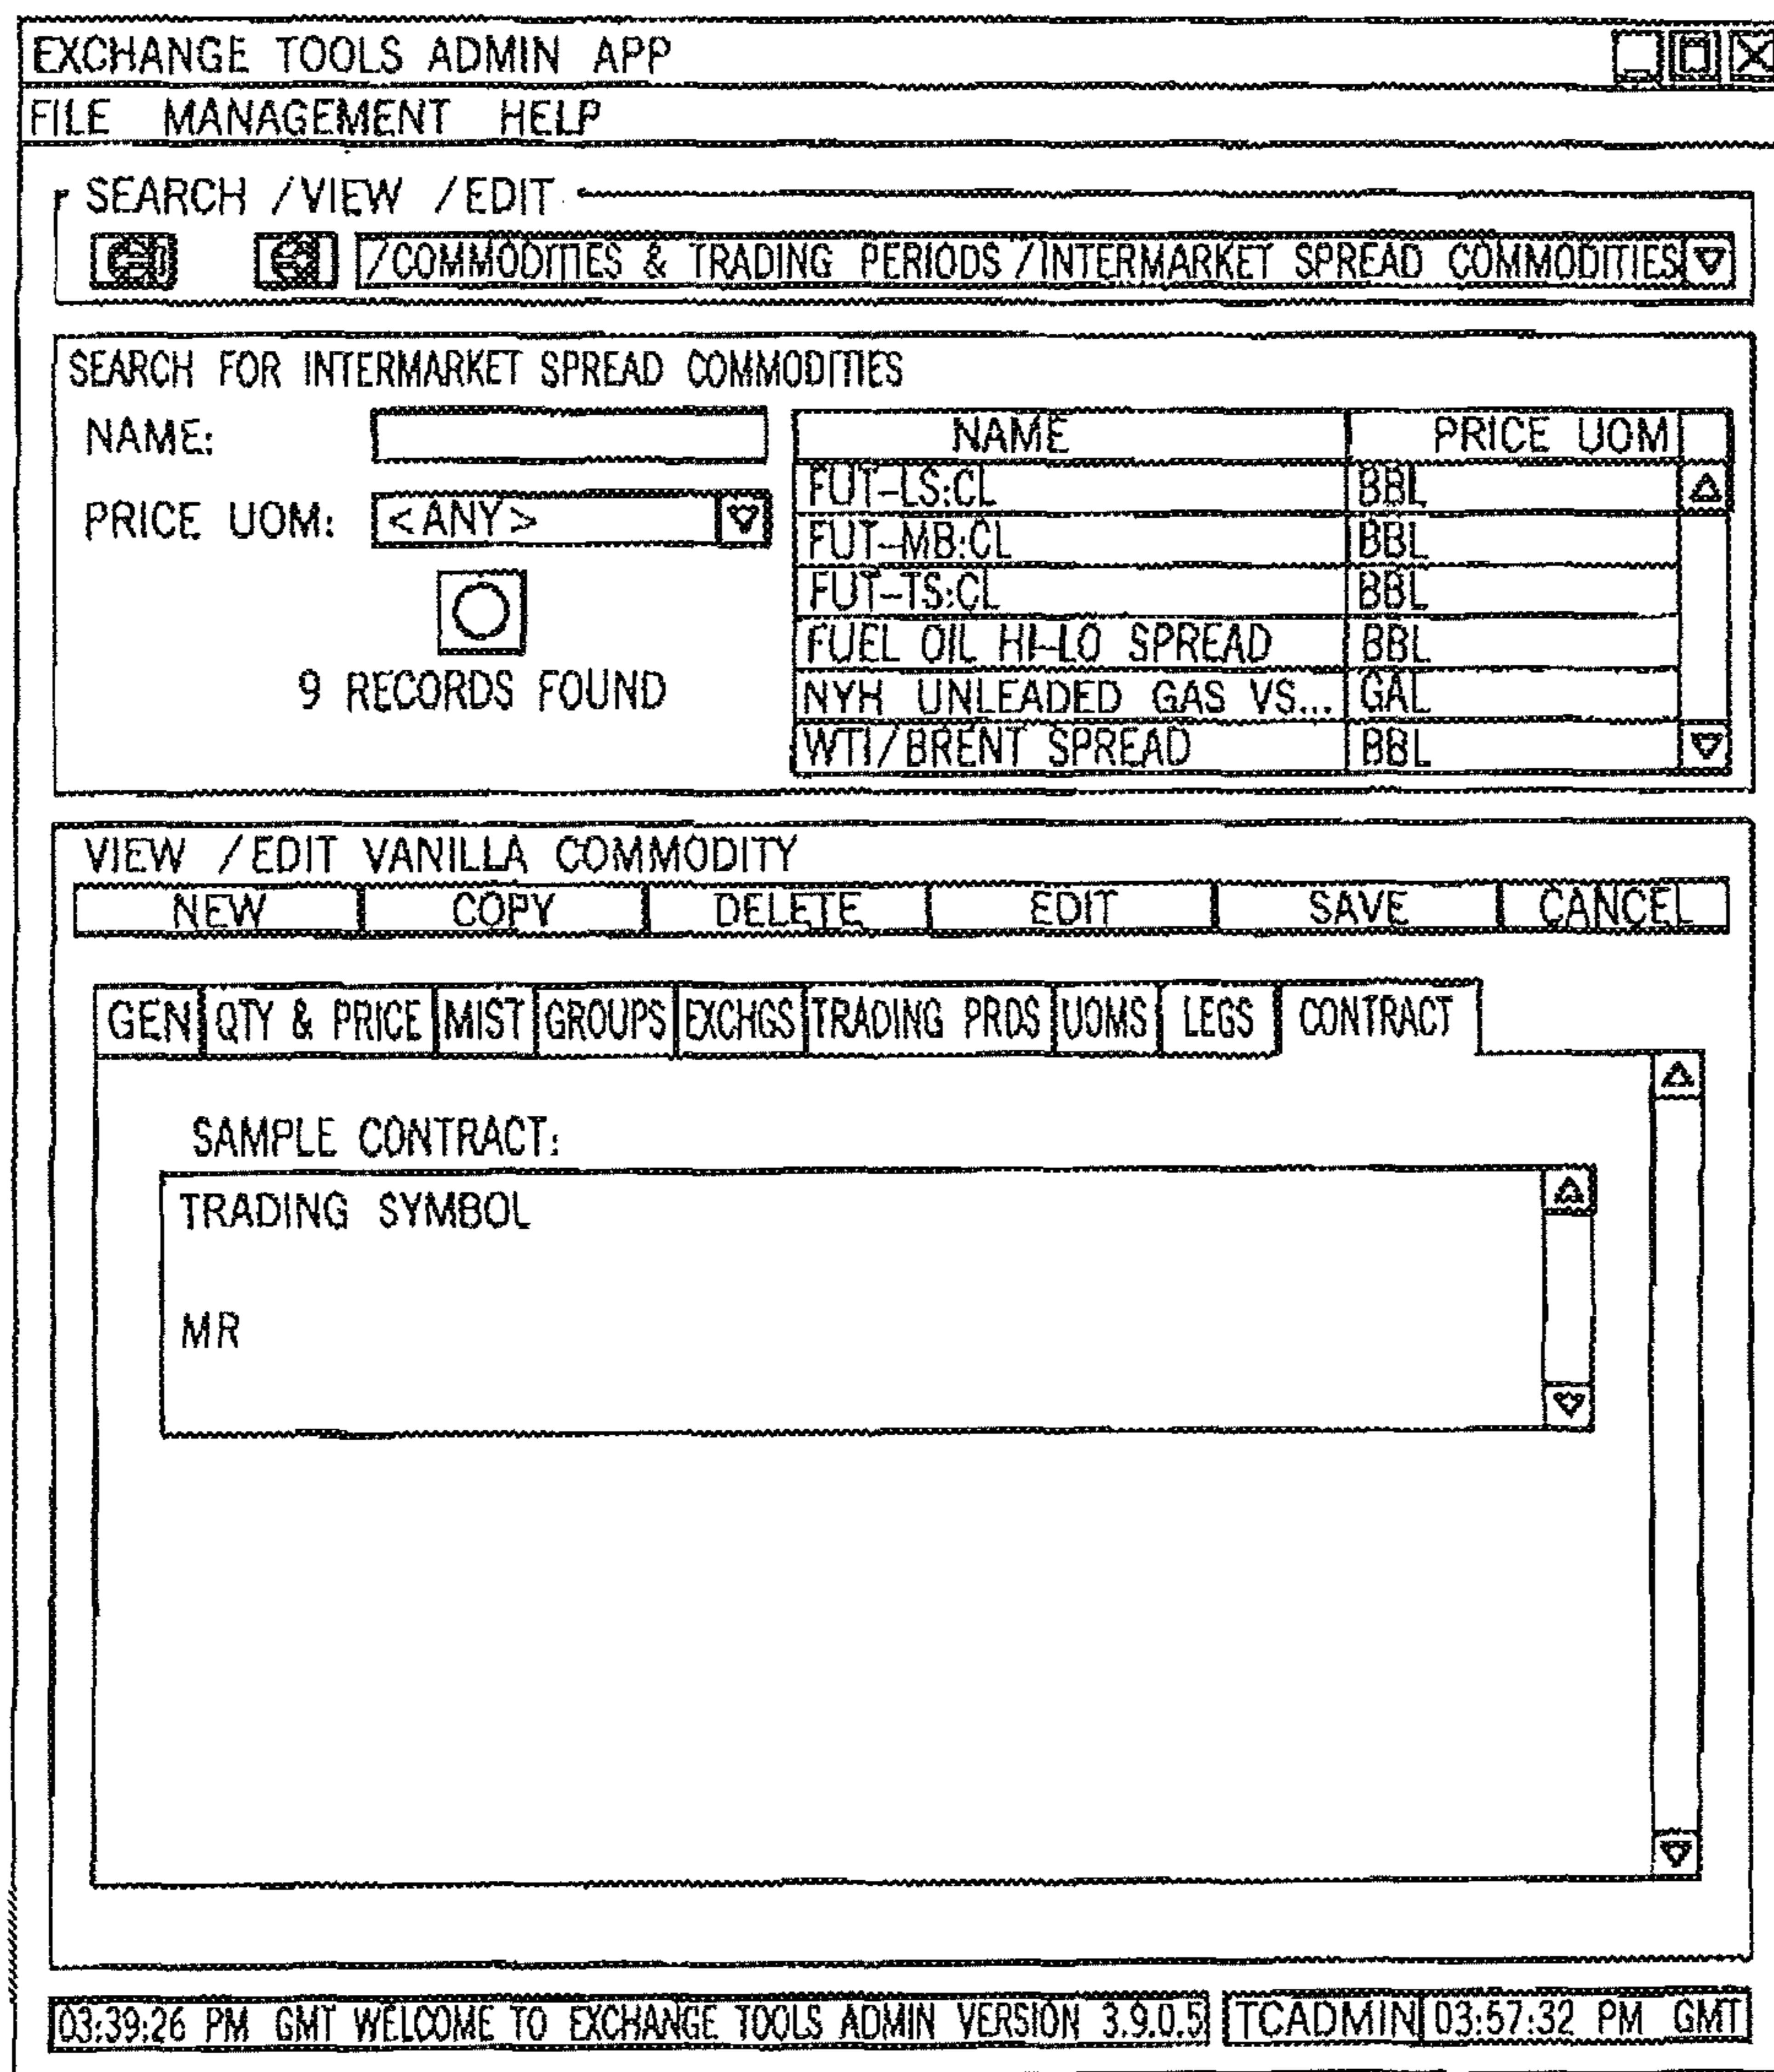 EXCHANGE TOOLS ADMIN APP
FILE MANAGEMENT HELP
SEARCH /VIEW /EDIT
/COMMODITIES & TRADING PERIODS /INTERMARKET SPREAD COMMODITIES
SEARCH FOR INTERMARKET SPREAD COMMODITIES
NAME:
PRICE UOM: <ANY>
9 RECORDS FOUND
NAME PRICE UOM
FUT-LS:CL BBL
FUT-MB:CL BBL
FUT-TS:CL BBL
FUEL OIL HI-LO SPREAD BBL
NYH UNLEADED GAS VS... GAL
WTI/BRENT SPREAD BBL
VIEW /EDIT VANILLA COMMODITY
NEW COPY DELETE EDIT SAVE CANCEL
GEN QTY & PRICE MIST GROUPS EXCHGS TRADING PRDS UOMS LEGS CONTRACT
SAMPLE CONTRACT:
TRADING SYMBOL
MR
03:39:26 PM GMT WELCOME TO EXCHANGE TOOLS ADMIN VERSION 3.9.0.5 TCADMIN 03:57:32 PM GMT